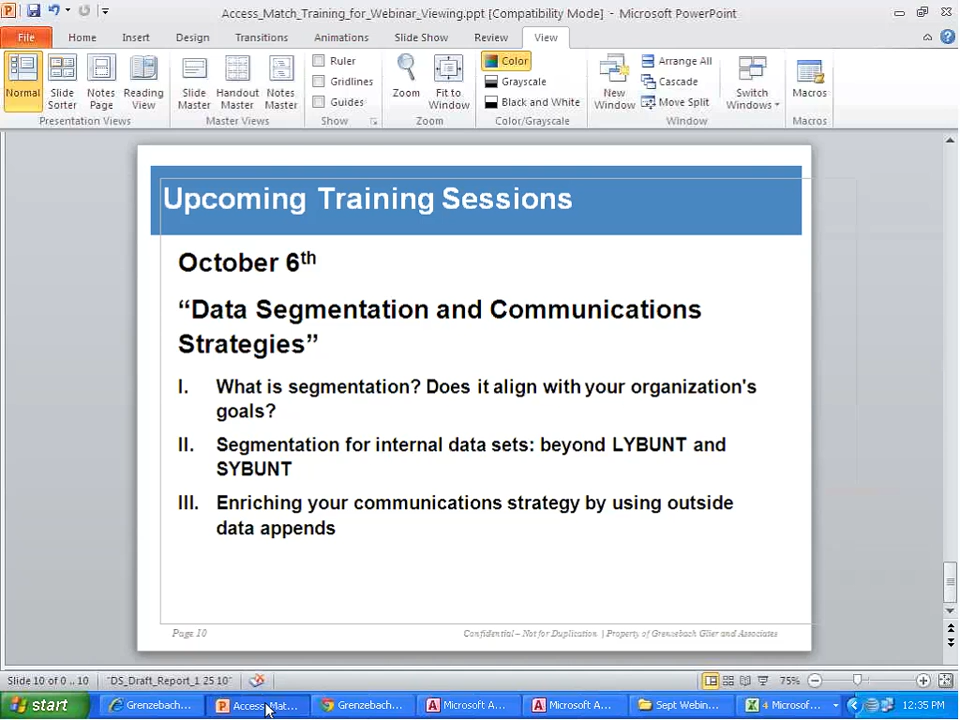 Access_Match_Training_for_Webinar_Viewing.ppt [Compatibility Mode] - Microsoft PowerPoint
File Home Insert Design Transitions Animations Slide Show Review View
Normal Slide Sorter Notes Page Reading View
Presentation Views
Slide Master Handout Master Notes Master
Master Views
Ruler
Gridlines
Guides
Show
Zoom Fit to Window
Zoom
Color
Grayscale
Black and White
Color/Grayscale
New Window
Arrange All
Cascade
Move Split
Switch Windows
Window
Macros
Macros
Upcoming Training Sessions
October 6th
“Data Segmentation and Communications
Strategies”
I. What is segmentation? Does it align with your organization's
goals?
II. Segmentation for internal data sets: beyond LYBUNT and
SYBUNT
III. Enriching your communications strategy by using outside
data appends
Page 10
Confidential – Not for Duplication | Property of Grenzebach Glier and Associates
Slide 10 of 0 .. 10 "DS_Draft_Report_1 25 10" 75%
start Grenzebach... Access_Mat... Grenzebach... Microsoft A... Microsoft A... Sept Webin... 4 Microsof... 12:35 PM